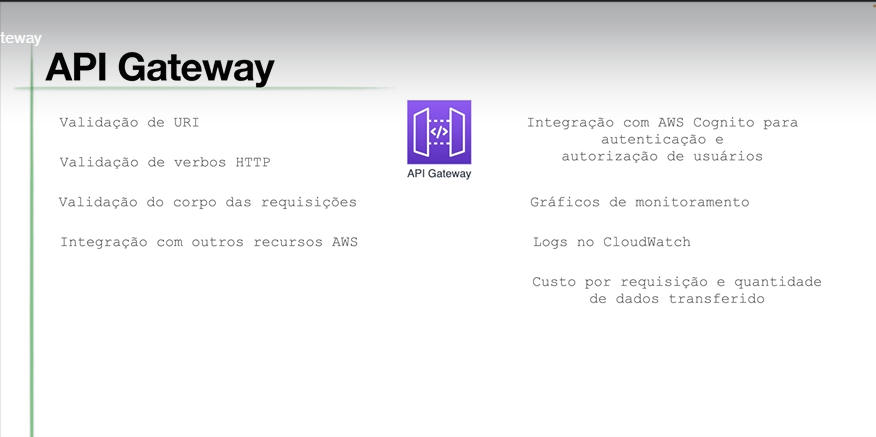 teway
API Gateway
Validação de URI
Validação de verbos HTTP
Validação do corpo das requisições
Integração com outros recursos AWS
</>
API Gateway
Integração com AWS Cognito para
autenticação e
autorização de usuários
Gráficos de monitoramento
Logs no CloudWatch
Custo por requisição e quantidade
de dados transferido